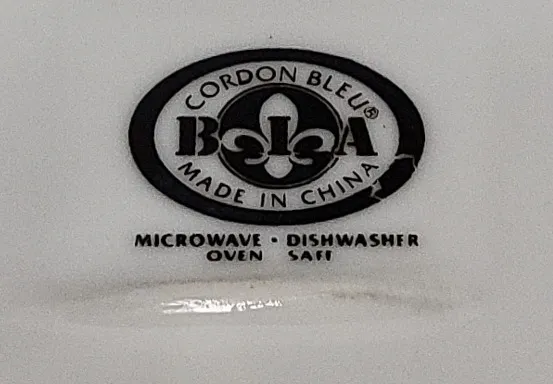 CORDON BLEU®
BIA
MADE IN CHINA
MICROWAVE • DISHWASHER
OVEN SAFE